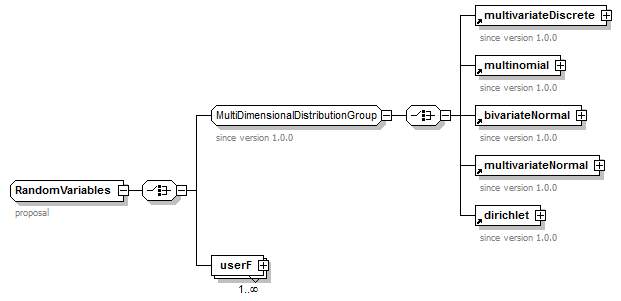 multivariateDiscrete
since version 1.0.0
multinomial
since version 1.0.0
MultiDimensionalDistributionGroup
since version 1.0.0
bivariateNormal
since version 1.0.0
multivariateNormal
since version 1.0.0
RandomVariables
proposal
dirichlet
since version 1.0.0
userF
1..∞